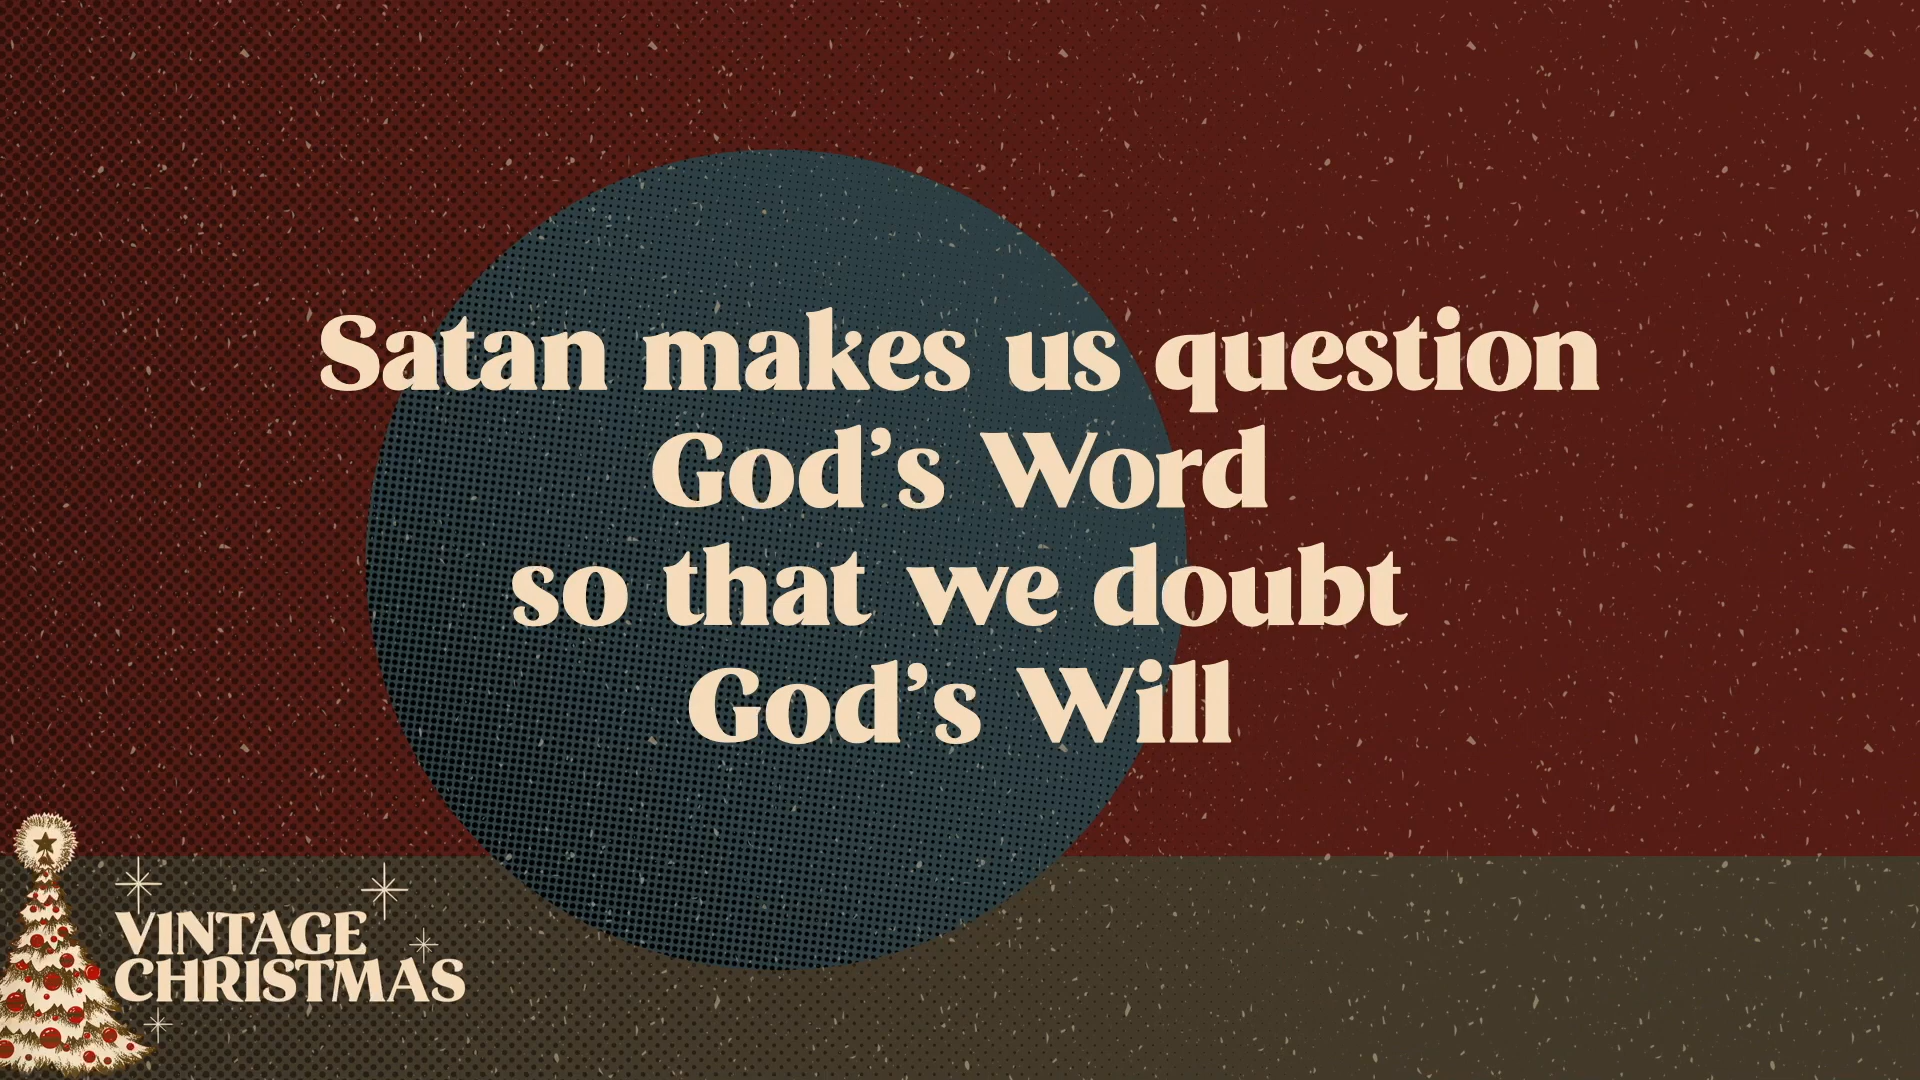 Satan makes us question
God’s Word
so that we doubt
God’s Will
VINTAGE
CHRISTMAS